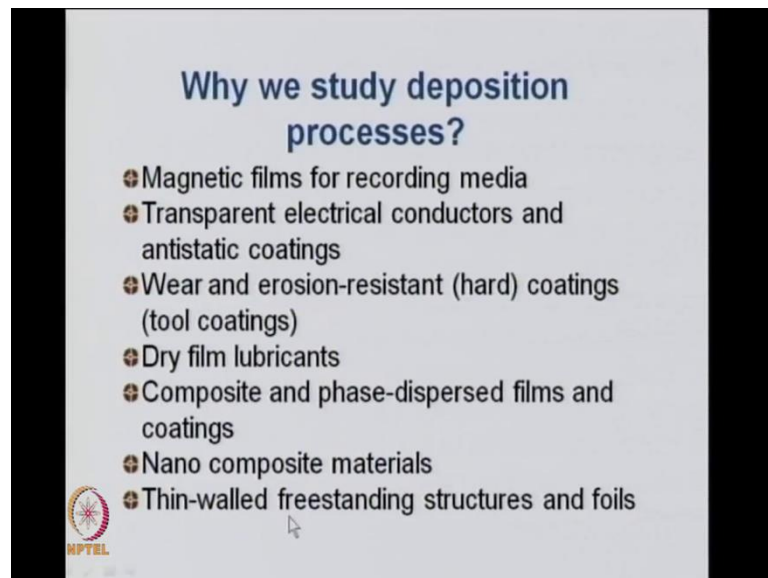 Why we study deposition
processes?
Magnetic films for recording media
Transparent electrical conductors and
antistatic coatings
Wear and erosion-resistant (hard) coatings
(tool coatings)
Dry film lubricants
Composite and phase-dispersed films and
coatings
Nano composite materials
Thin-walled freestanding structures and foils
NPTEL